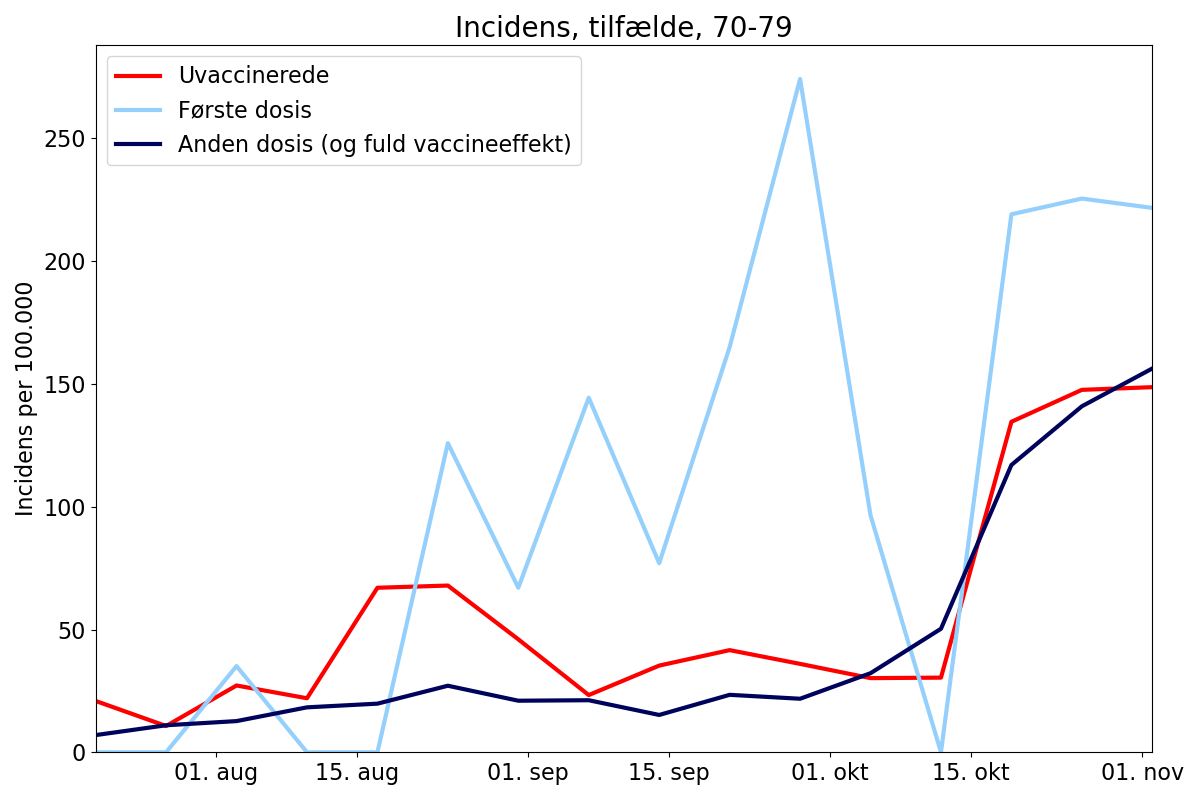 Incidens, tilfælde, 70-79
Uvaccinerede
Første dosis
Anden dosis (og fuld vaccineeffekt)
Incidens per 100.000
250
200
150
100
50
0
01. aug
15. aug
01. sep
15. sep
01. okt
15. okt
01. nov